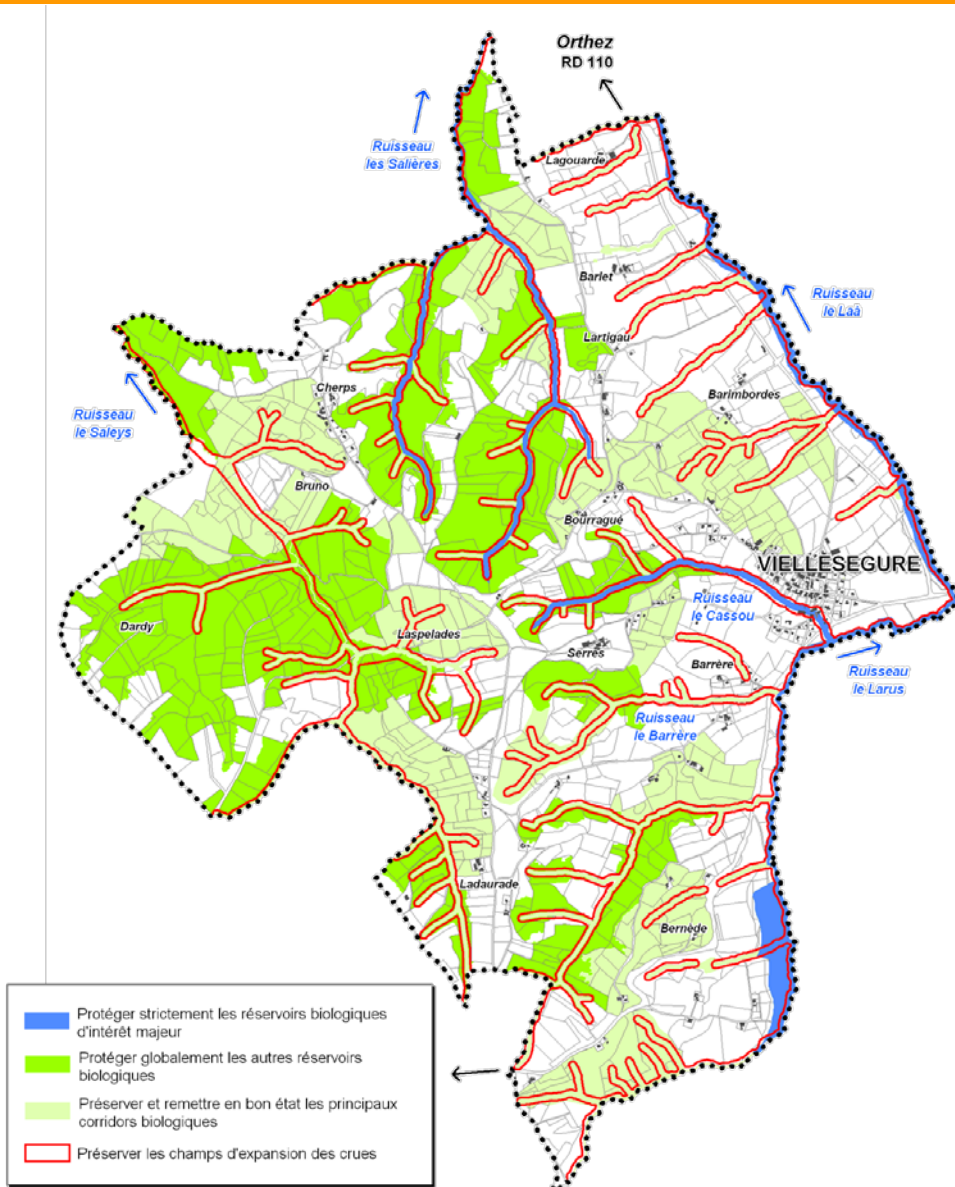 Orthez
RD 110
Ruisseau
les Salières
Lagouarde
Barlet
Ruisseau
le Laà
Lartigau
Cherps
Barimbordes
Ruisseau
le Saleys
Bruno
Bourragué
VIELLESEGURE
Ruisseau
le Cassou
Dardy
Laspelades
Serres
Barrère
Ruisseau
le Larus
Ruisseau
le Barrère
Ladaurade
Bernède
Protéger strictement les réservoirs biologiques
d'intérêt majeur
Protéger globalement les autres réservoirs
biologiques
Préserver et remettre en bon état les principaux
corridors biologiques
Préserver les champs d'expansion des crues